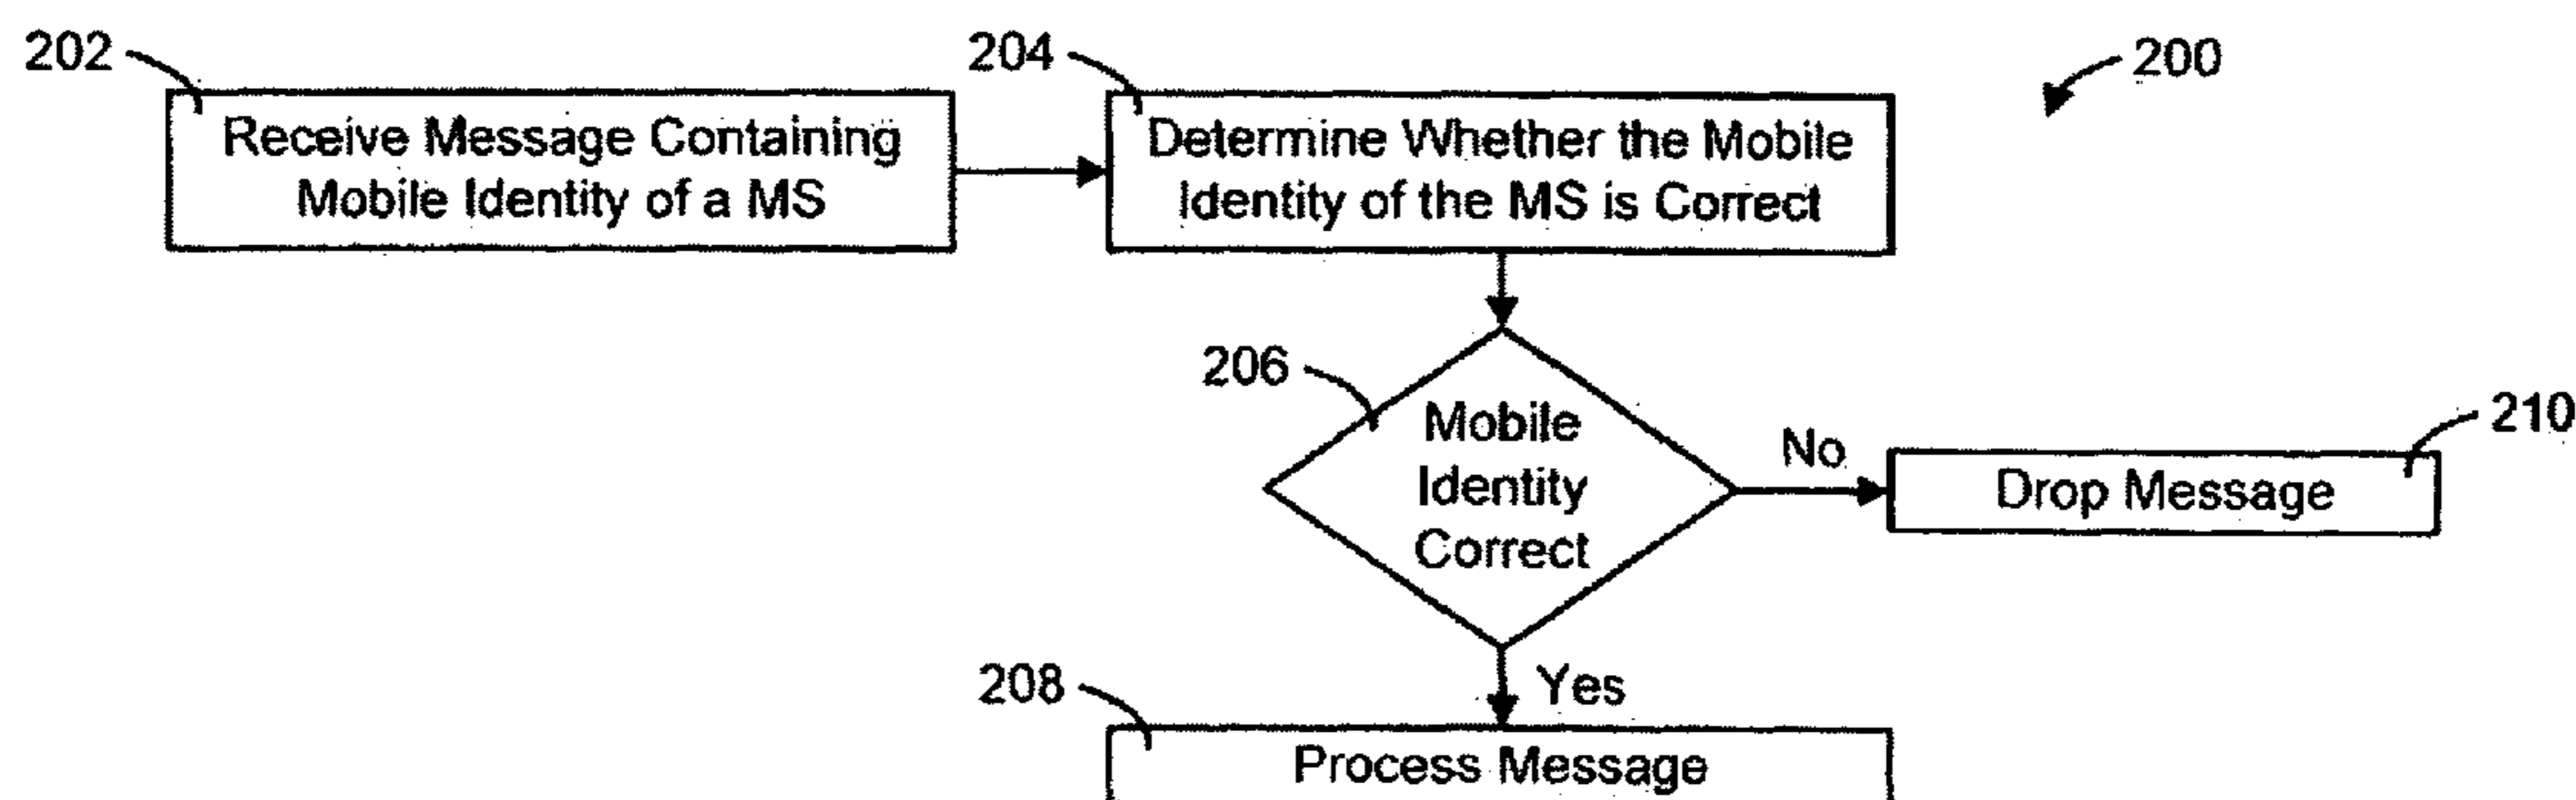 202
204
200
Receive Message Containing
Mobile Identity of a MS
Determine Whether the Mobile
Identity of the MS is Correct
206
Mobile
Identity
Correct
No
210
Drop Message
208
Yes
Process Message